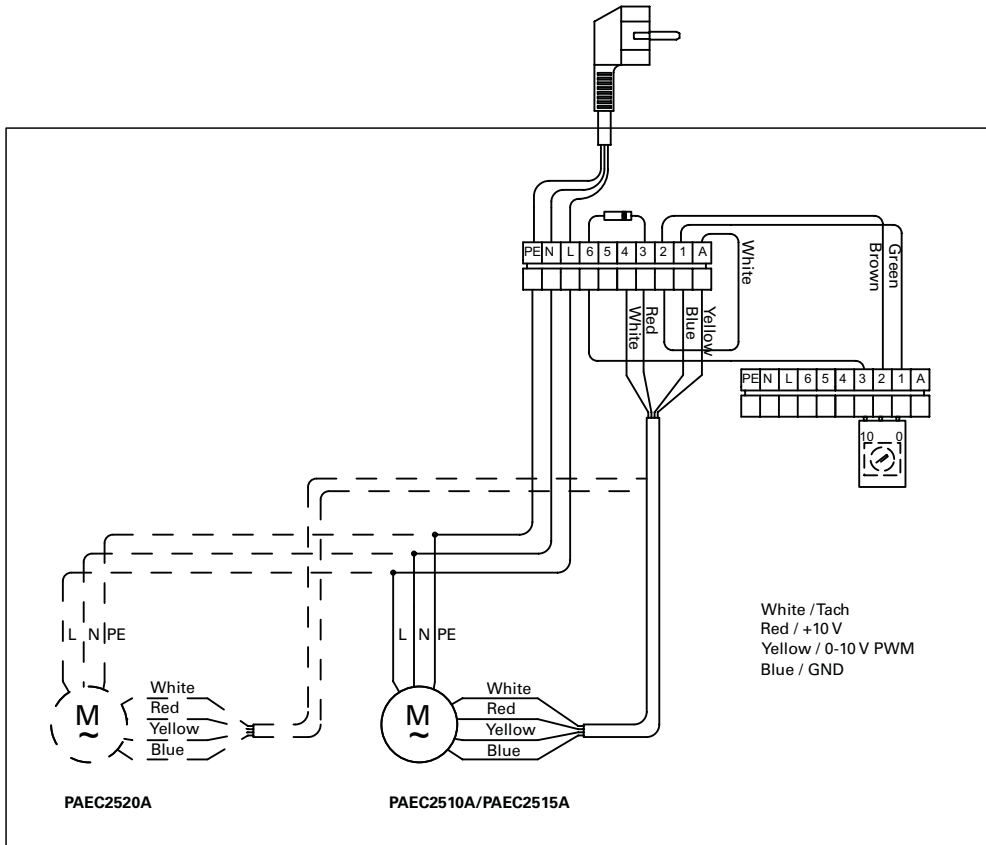 PE N L 6 5 4 3 2 1 A
White
Green
Brown
Red
White
Blue
Yellow
PE N L 6 5 4 3 2 1 A
10 0
L N PE
L N PE
White / Tach
Red / +10 V
Yellow / 0-10 V PWM
Blue / GND
M
~
White
Red
Yellow
Blue
M
~
White
Red
Yellow
Blue
PAEC2520A
PAEC2510A/PAEC2515A